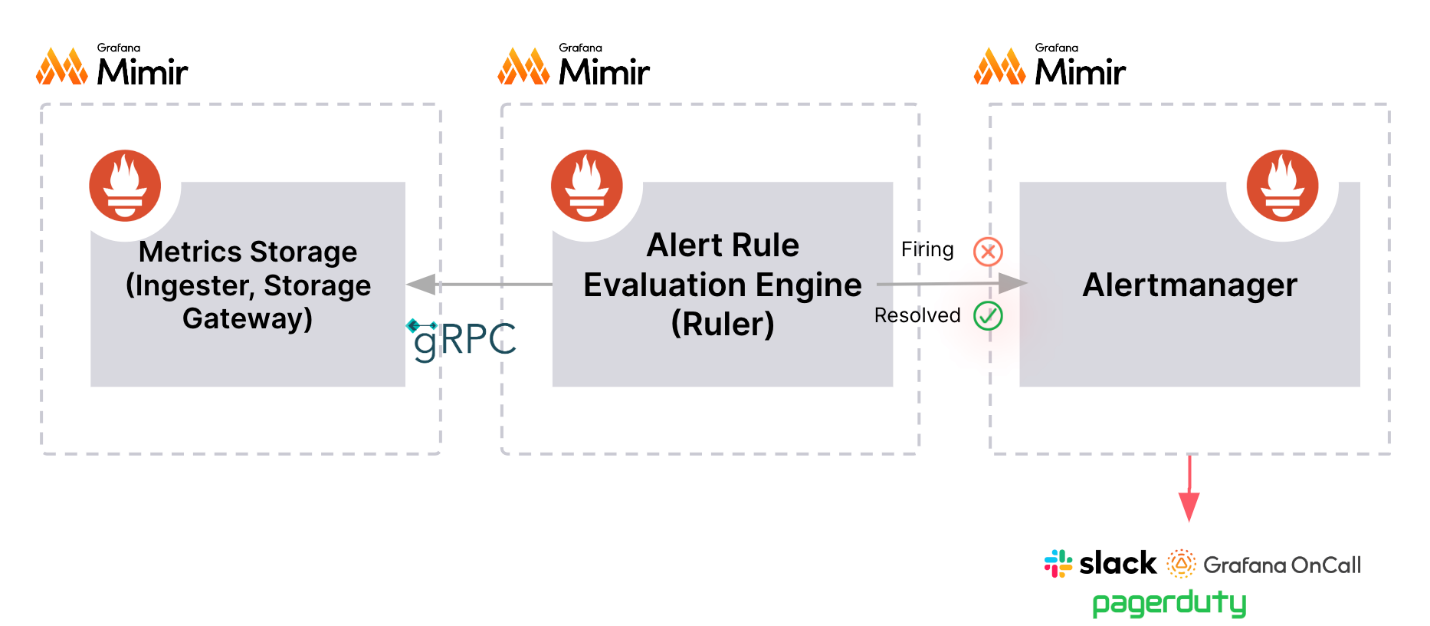 Grafana
Mimir
Grafana
Mimir
Grafana
Mimir
Metrics Storage
(Ingester, Storage
Gateway)
gRPC
Alert Rule
Evaluation Engine
(Ruler)
Firing
Resolved
Alertmanager
slack Grafana OnCall
pagerduty